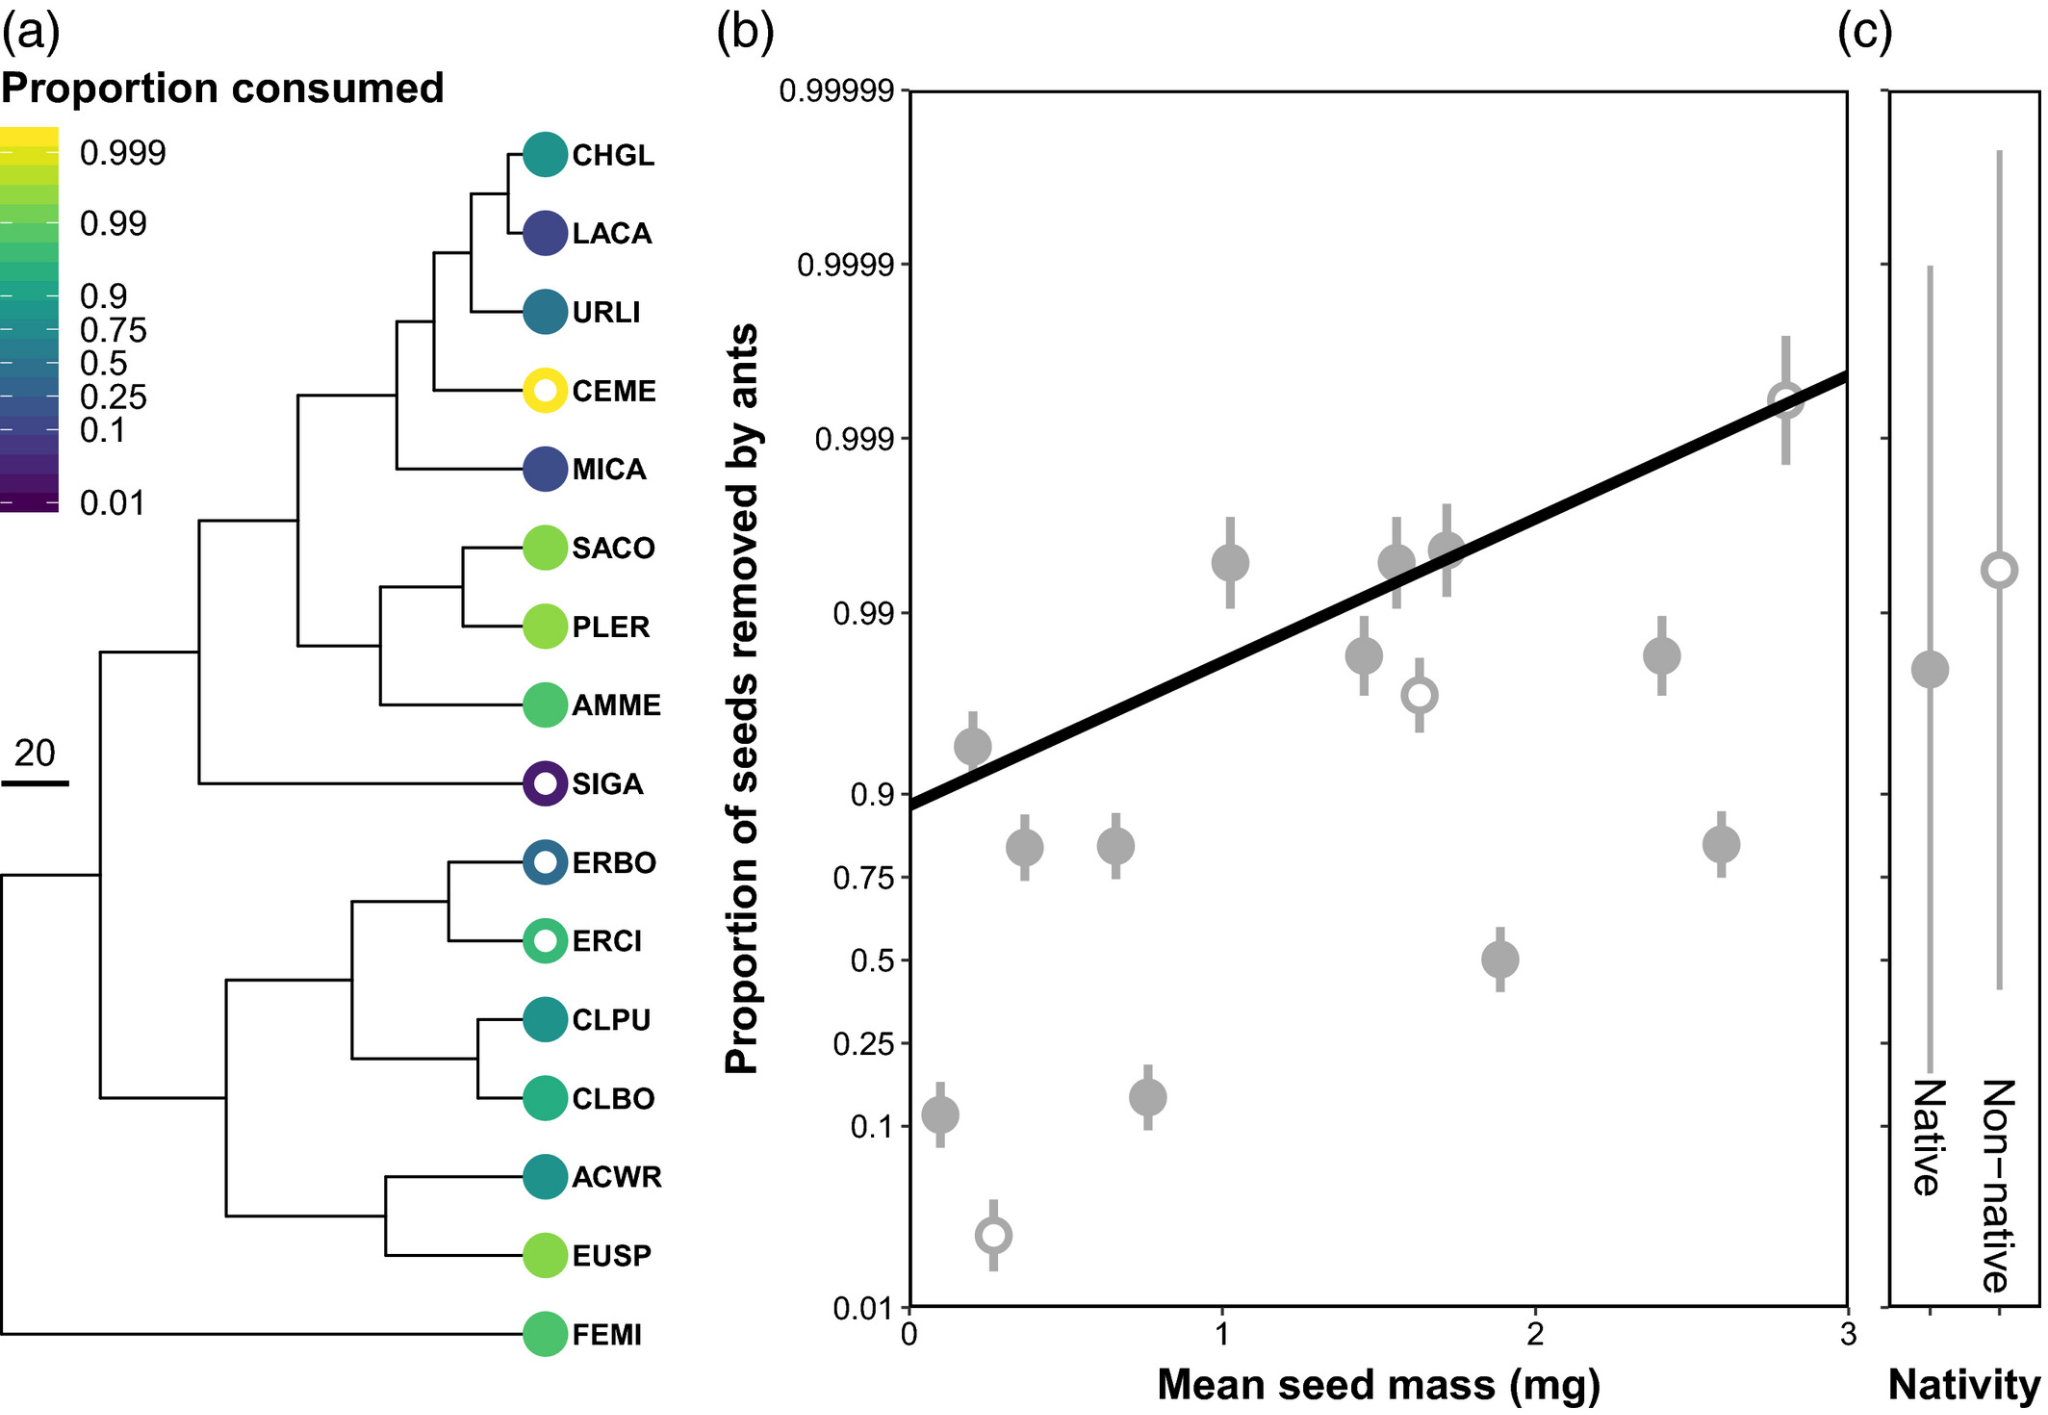 (a)
Proportion consumed
0.999
0.99
0.9
0.75
0.5
0.25
0.1
0.01
20
CHGL
LACA
URLI
CEME
MICA
SACO
PLER
AMME
SIGA
ERBO
ERCI
CLPU
CLBO
ACWR
EUSP
FEMI
(b)
Proportion of seeds removed by ants
0.99999
0.9999
0.999
0.99
0.9
0.75
0.5
0.25
0.1
0.01
0 1 2 3
Mean seed mass (mg)
(c)
Native
Non−native
Nativity